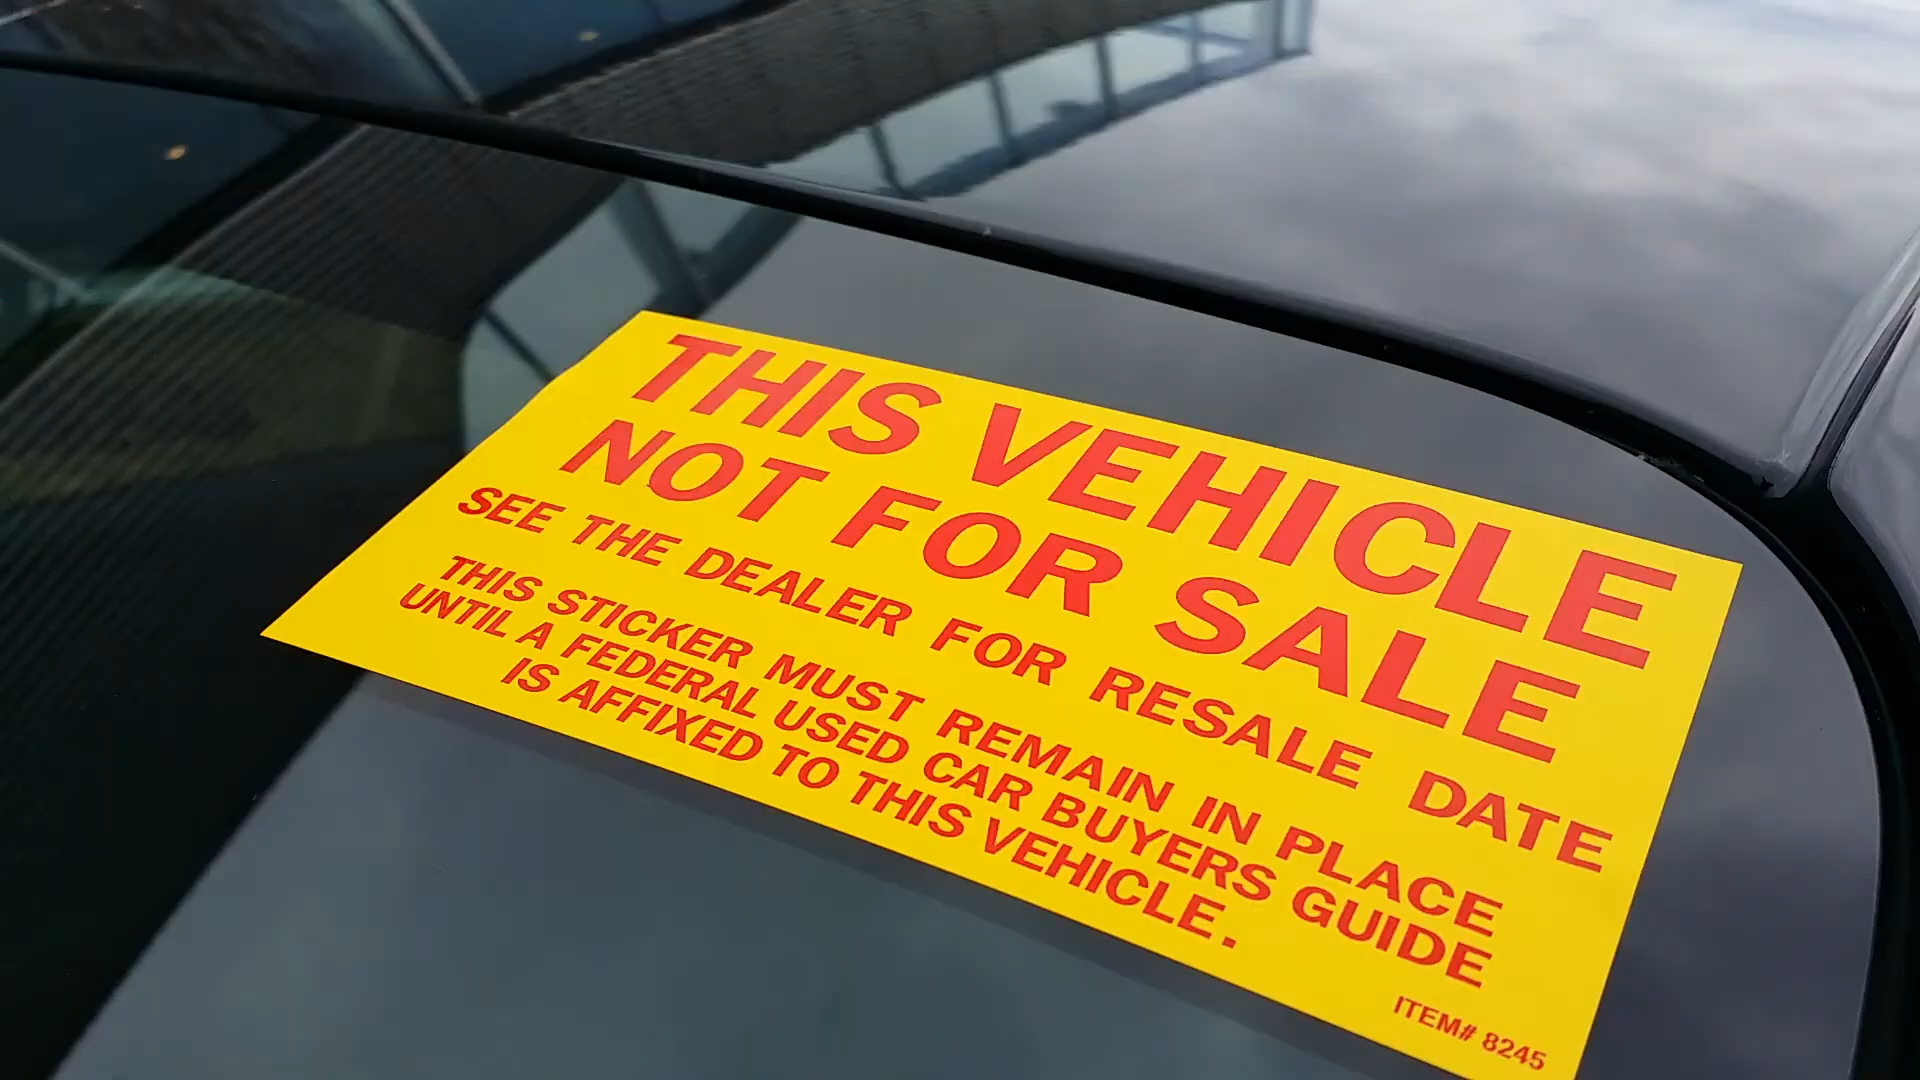 THIS VEHICLE
NOT FOR SALE
SEE THE DEALER FOR RESALE DATE
THIS STICKER MUST REMAIN IN PLACE
UNTIL A FEDERAL USED CAR BUYERS GUIDE
IS AFFIXED TO THIS VEHICLE.
ITEM# 8245